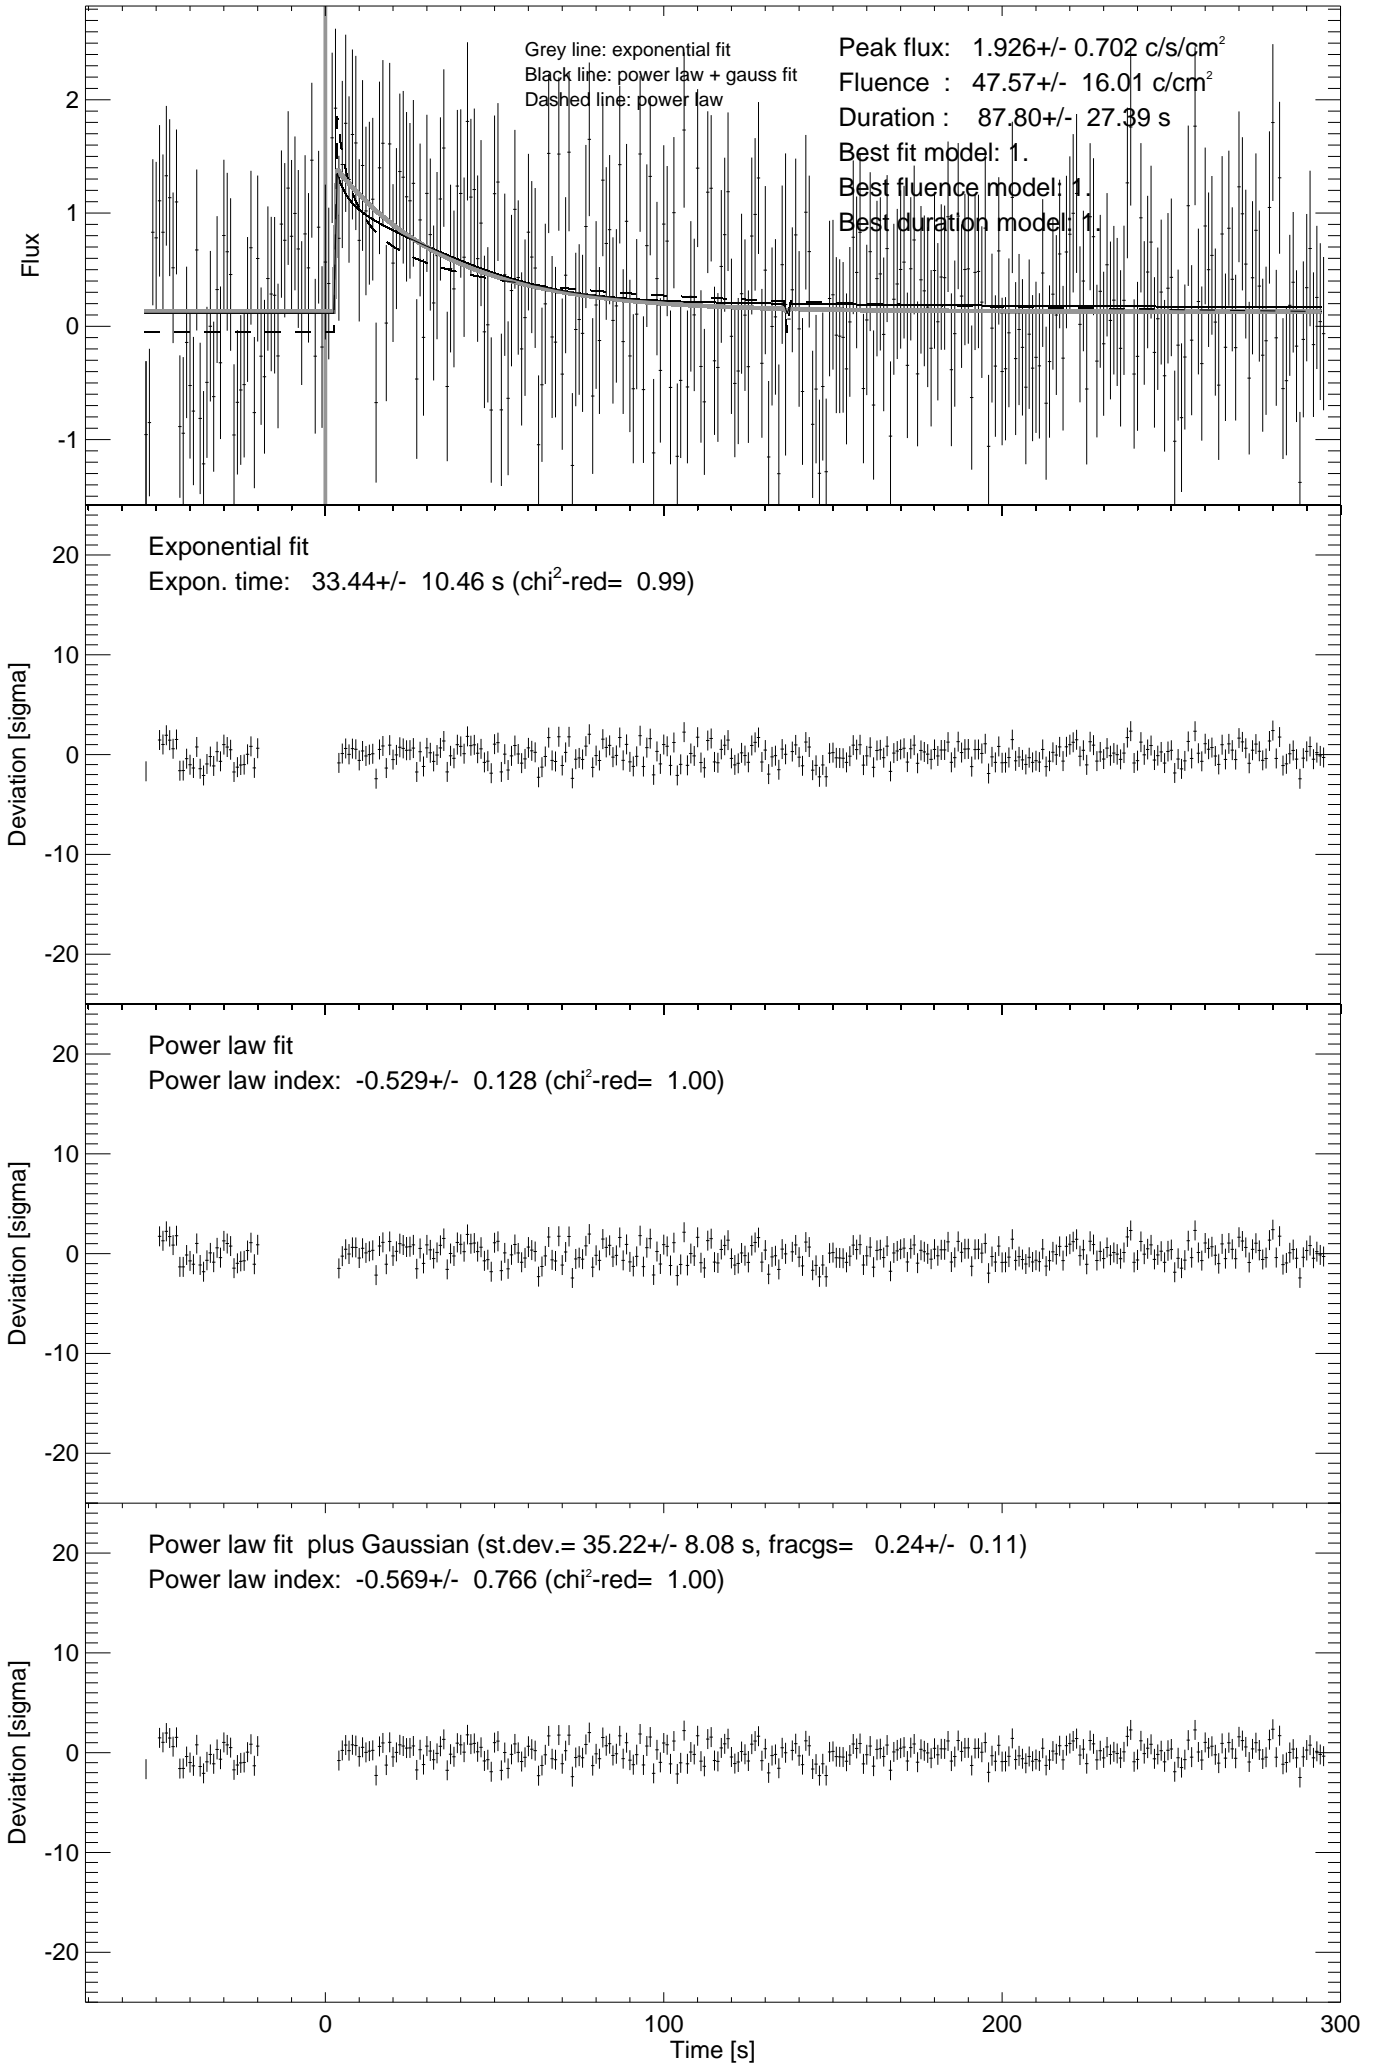 Grey line: exponential fit
Black line: power law + gauss fit
Dashed line: power law
Peak flux: 1.926+/- 0.702 c/s/cm²
Fluence : 47.57+/- 16.01 c/cm²
Duration : 87.80+/- 27.39 s
Best fit model: 1.
Best fluence model: 1.
Best duration model: 1.
Flux
2
1
0
-1
Exponential fit
Expon. time: 33.44+/- 10.46 s (chi²-red= 0.99)
Deviation [sigma]
20
10
0
-10
-20
Power law fit
Power law index: -0.529+/- 0.128 (chi²-red= 1.00)
Deviation [sigma]
20
10
0
-10
-20
Power law fit plus Gaussian (st.dev.= 35.22+/- 8.08 s, fracgs= 0.24+/- 0.11)
Power law index: -0.569+/- 0.766 (chi²-red= 1.00)
Deviation [sigma]
20
10
0
-10
-20
0 100 200 300
Time [s]